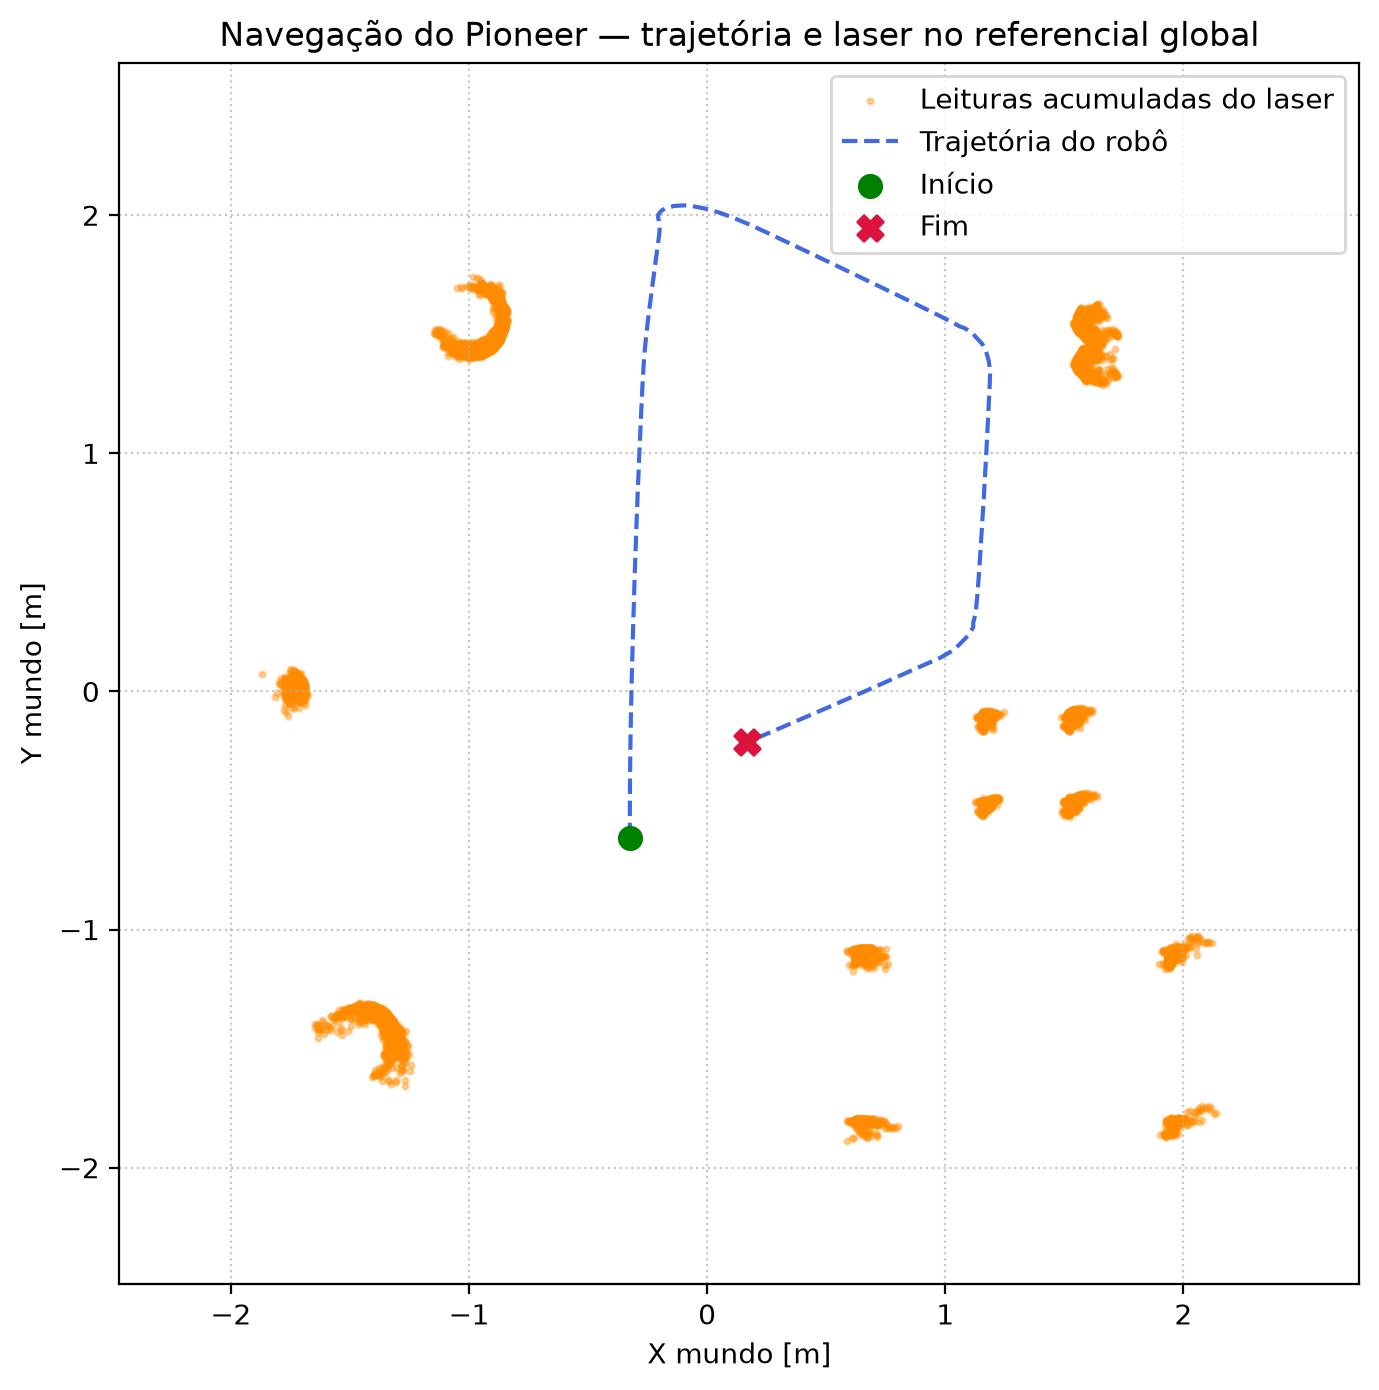 Navegação do Pioneer — trajetória e laser no referencial global
Leituras acumuladas do laser
Trajetória do robô
Início
Fim
2
1
0
−1
−2
Y mundo [m]
−2
−1
0
1
2
X mundo [m]